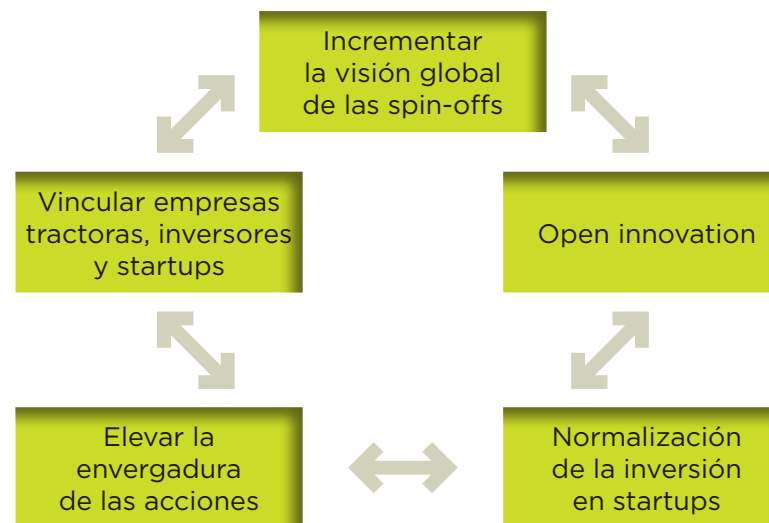 Incrementar
la visión global
de las spin-offs
Vincular empresas
tractoras, inversores
y startups
Open innovation
Elevar la
envergadura
de las acciones
Normalización
de la inversión
en startups